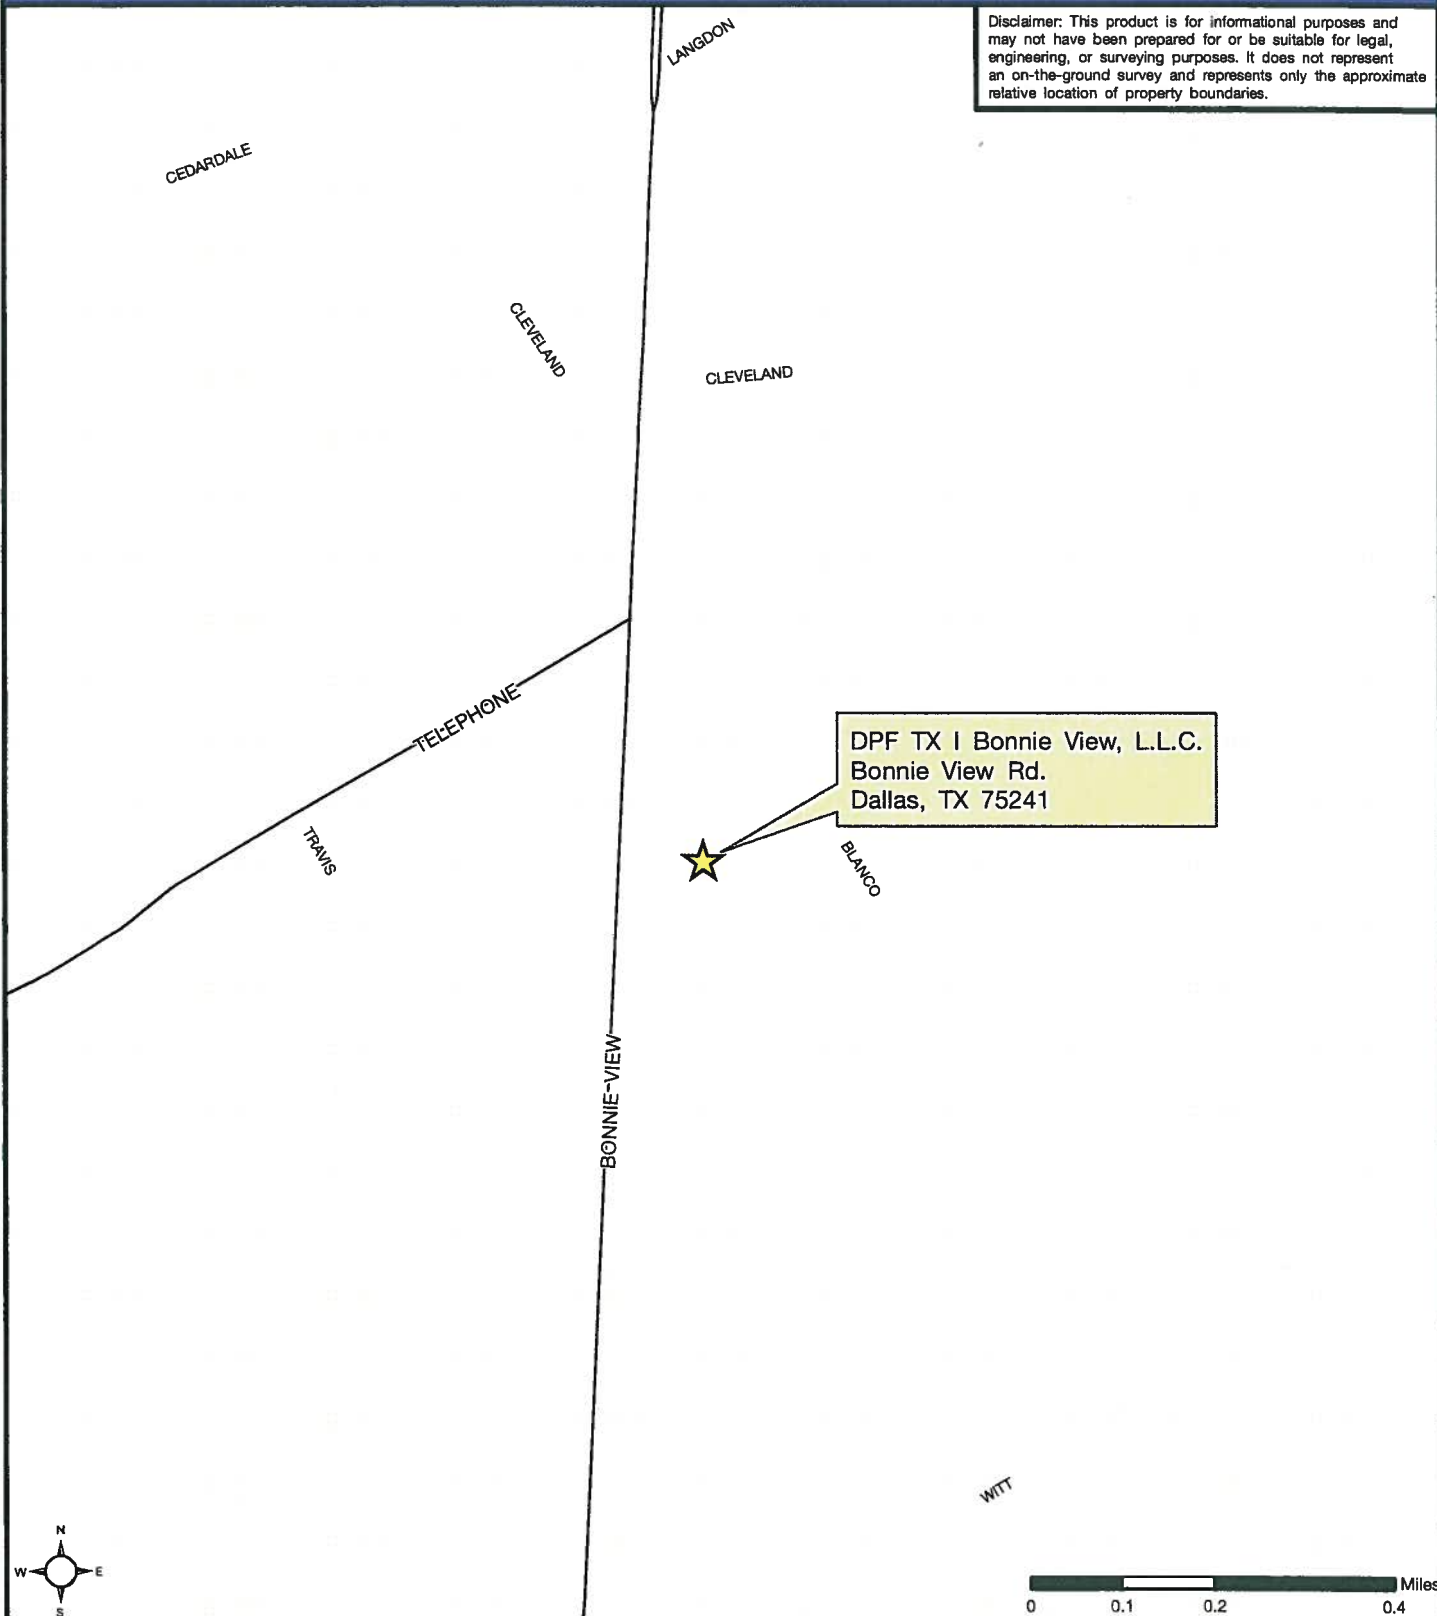 Disclaimer: This product is for informational purposes and
may not have been prepared for or be suitable for legal,
engineering, or surveying purposes. It does not represent
an on-the-ground survey and represents only the approximate
relative location of property boundaries.
LANGDON
CEDARDALE
CLEVELAND
CLEVELAND
TELEPHONE
DPF TX I Bonnie View, L.L.C.
Bonnie View Rd.
Dallas, TX 75241
TRAVIS
BLANCO
BONNIE-VIEW
WITT
N
W E
S
Miles
0 0.1 0.2 0.4